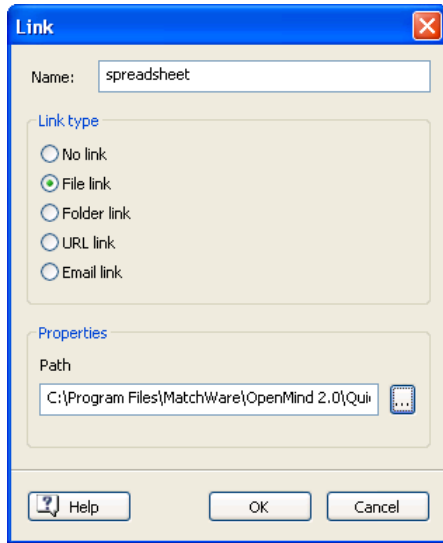 Link
Name: spreadsheet
Link type
No link
File link
Folder link
URL link
Email link
Properties
Path
C:\Program Files\MatchWare\OpenMind 2.0\Qui
...
Help OK Cancel